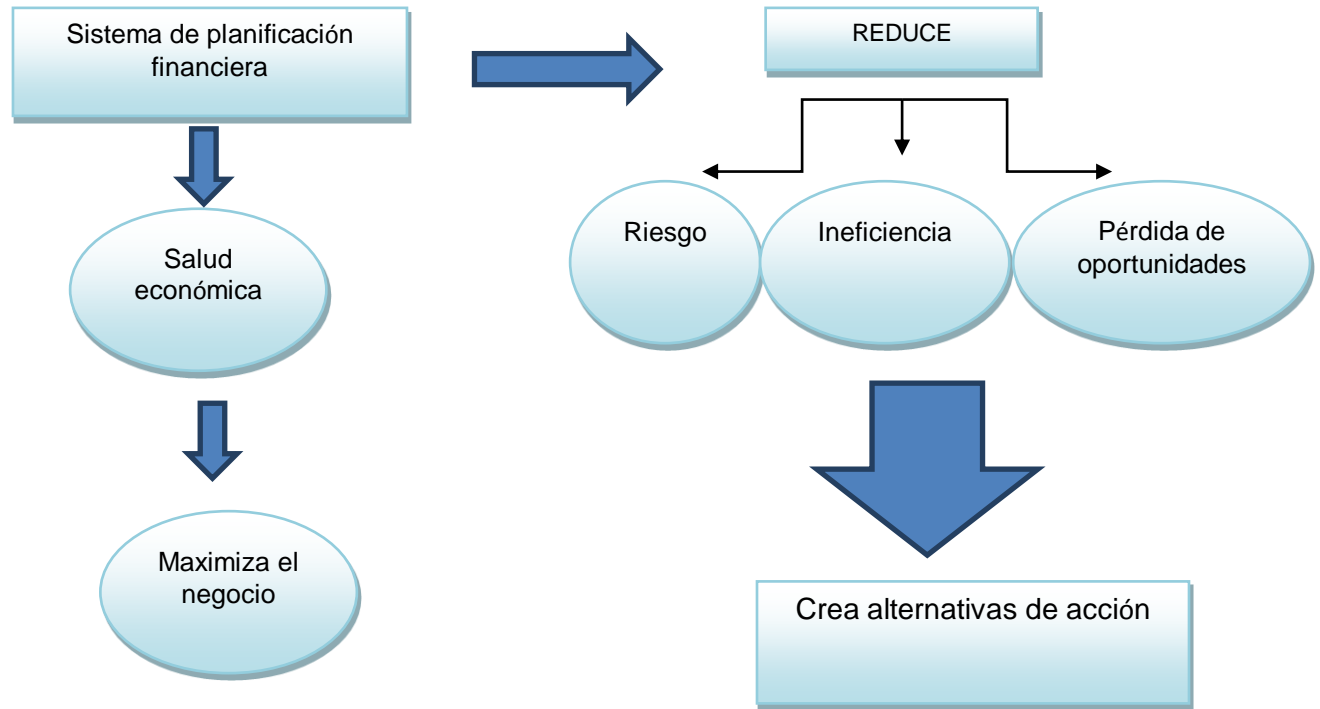 Sistema de planificación
financiera
REDUCE
Riesgo
Ineficiencia
Pérdida de
oportunidades
Salud
económica
Maximiza el
negocio
Crea alternativas de acción